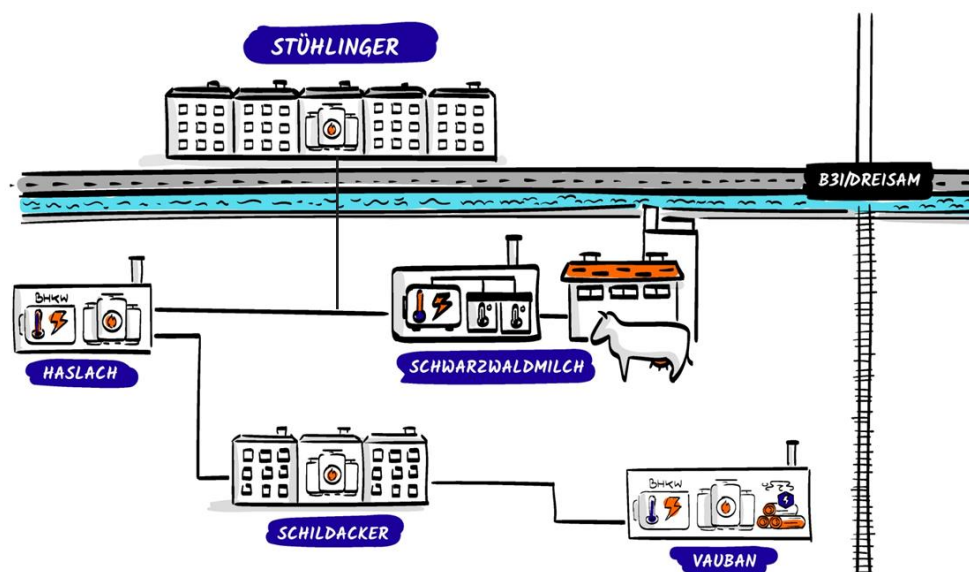 STÜHLINGER
B31/DREISAM
BHKW
HASLACH
SCHWARZWALDMILCH
SCHILDACKER
BHKW
VAUBAN